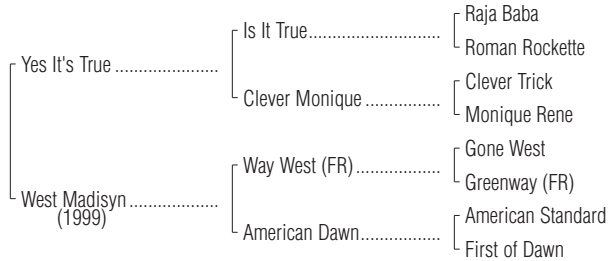 Raja Baba
Is It True
Roman Rockette
Yes It's True
Clever Trick
Clever Monique
Monique Rene
Gone West
Way West (FR)
Greenway (FR)
West Madisyn
(1999)
American Standard
American Dawn
First of Dawn